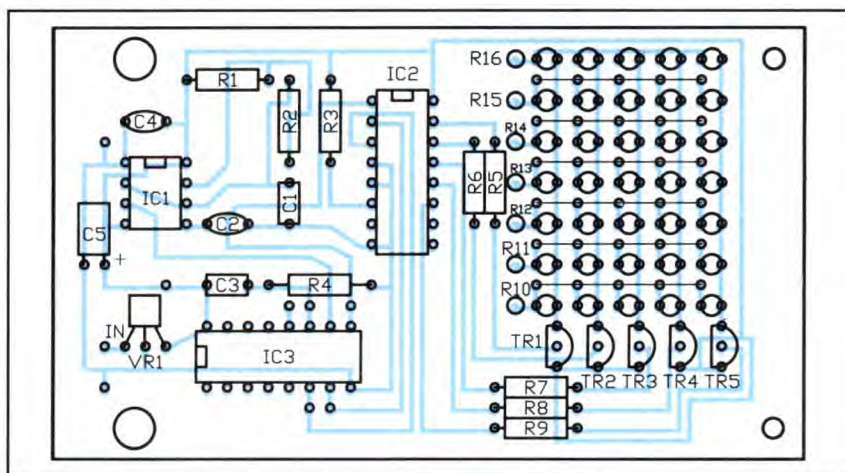 R16
R15
R14
R13
R12
R11
R10
R1
IC2
C4
R2
R3
IC1
R6
R5
C1
C5
C2
+
C3
R4
IN
VR1
IC3
TR1
TR2 TR3 TR4 TR5
R7
R8
R9